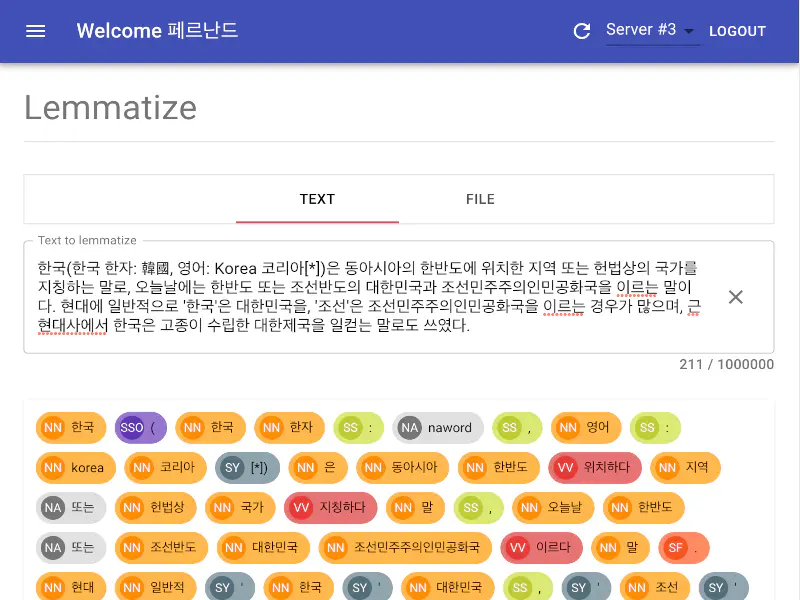 Welcome 페르난드
Server #3
LOGOUT
Lemmatize
TEXT
FILE
Text to lemmatize
한국(한국 한자: 韓國, 영어: Korea 코리아[*])은 동아시아의 한반도에 위치한 지역 또는 헌법상의 국가를
지칭하는 말로, 오늘날에는 한반도 또는 조선반도의 대한민국과 조선민주주의인민공화국을 이르는 말이
다. 현대에 일반적으로 '한국'은 대한민국을, '조선'은 조선민주주의인민공화국을 이르는 경우가 많으며, 근
현대사에서 한국은 고종이 수립한 대한제국을 일컫는 말로도 쓰였다.
211 / 1000000
NN 한국 SSO ( NN 한국 NN 한자 SS : NA naword SS , NN 영어 SS :
NN korea NN 코리아 SY [*]) NN 은 NN 동아시아 NN 한반도 VV 위치하다 NN 지역
NA 또는 NN 헌법상 NN 국가 VV 지칭하다 NN 말 SS , NN 오늘날 NN 한반도
NA 또는 NN 조선반도 NN 대한민국 NN 조선민주주의인민공화국 VV 이르다 NN 말 SF .
NN 현대 NN 일반적 SY ' NN 한국 SY ' NN 대한민국 SS , SY ' NN 조선 SY '